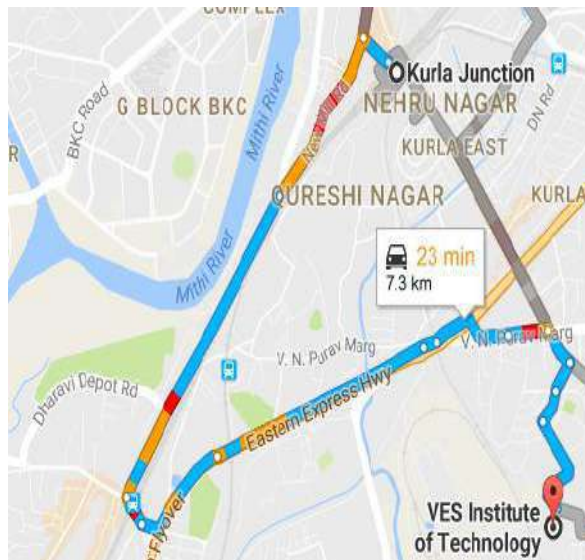 COMPLEX
Kurla Junction
G BLOCK BKC
NEHRU NAGAR
BKC Road
Mithi River
DN Rd
KURLA EAST
R
QURESHI NAGAR
KURLA
23 min
7.3 km
Mithi River
V. N. Purav Marg
V. N. Purav Marg
Dharavi Depot Rd
Eastern Express Hwy
Flyover
VES Institute
of Technology